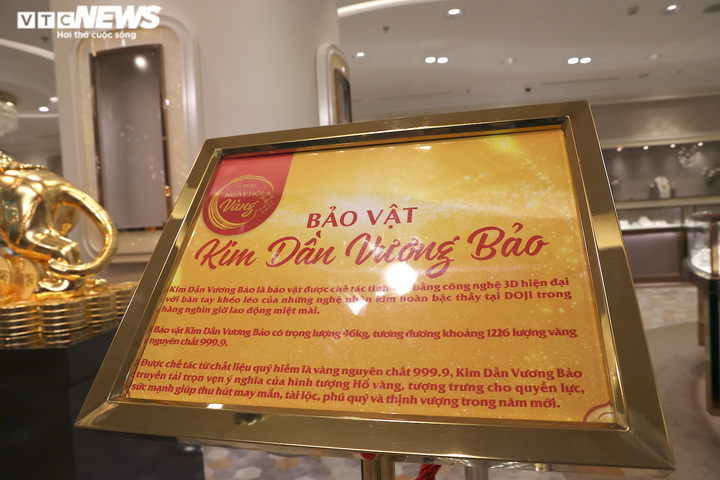 VTC NEWS
Hơi thở cuộc sống
DOJI
NGÀY HỘI
Vàng
BẢO VẬT
Kim Dần Vương Bảo
Kim Dần Vương Bảo là bảo vật được chế tác tinh bằng công nghệ 3D hiện đại
với bàn tay khéo léo của những nghệ nhân kim hoàn bậc thầy tại DOJI trong
hàng nghìn giờ lao động miệt mài.
Bảo vật Kim Dần Vương Bảo có trọng lượng 46kg, tương đương khoảng 1226 lượng vàng
nguyên chất 999.9.
Được chế tác từ chất liệu quý hiếm là vàng nguyên chất 999.9, Kim Dần Vương Bảo
truyền tải trọn vẹn ý nghĩa của hình tượng Hổ vàng, tượng trưng cho quyền lực,
sức mạnh giúp thu hút may mắn, tài lộc, phú quý và thịnh vượng trong năm mới.